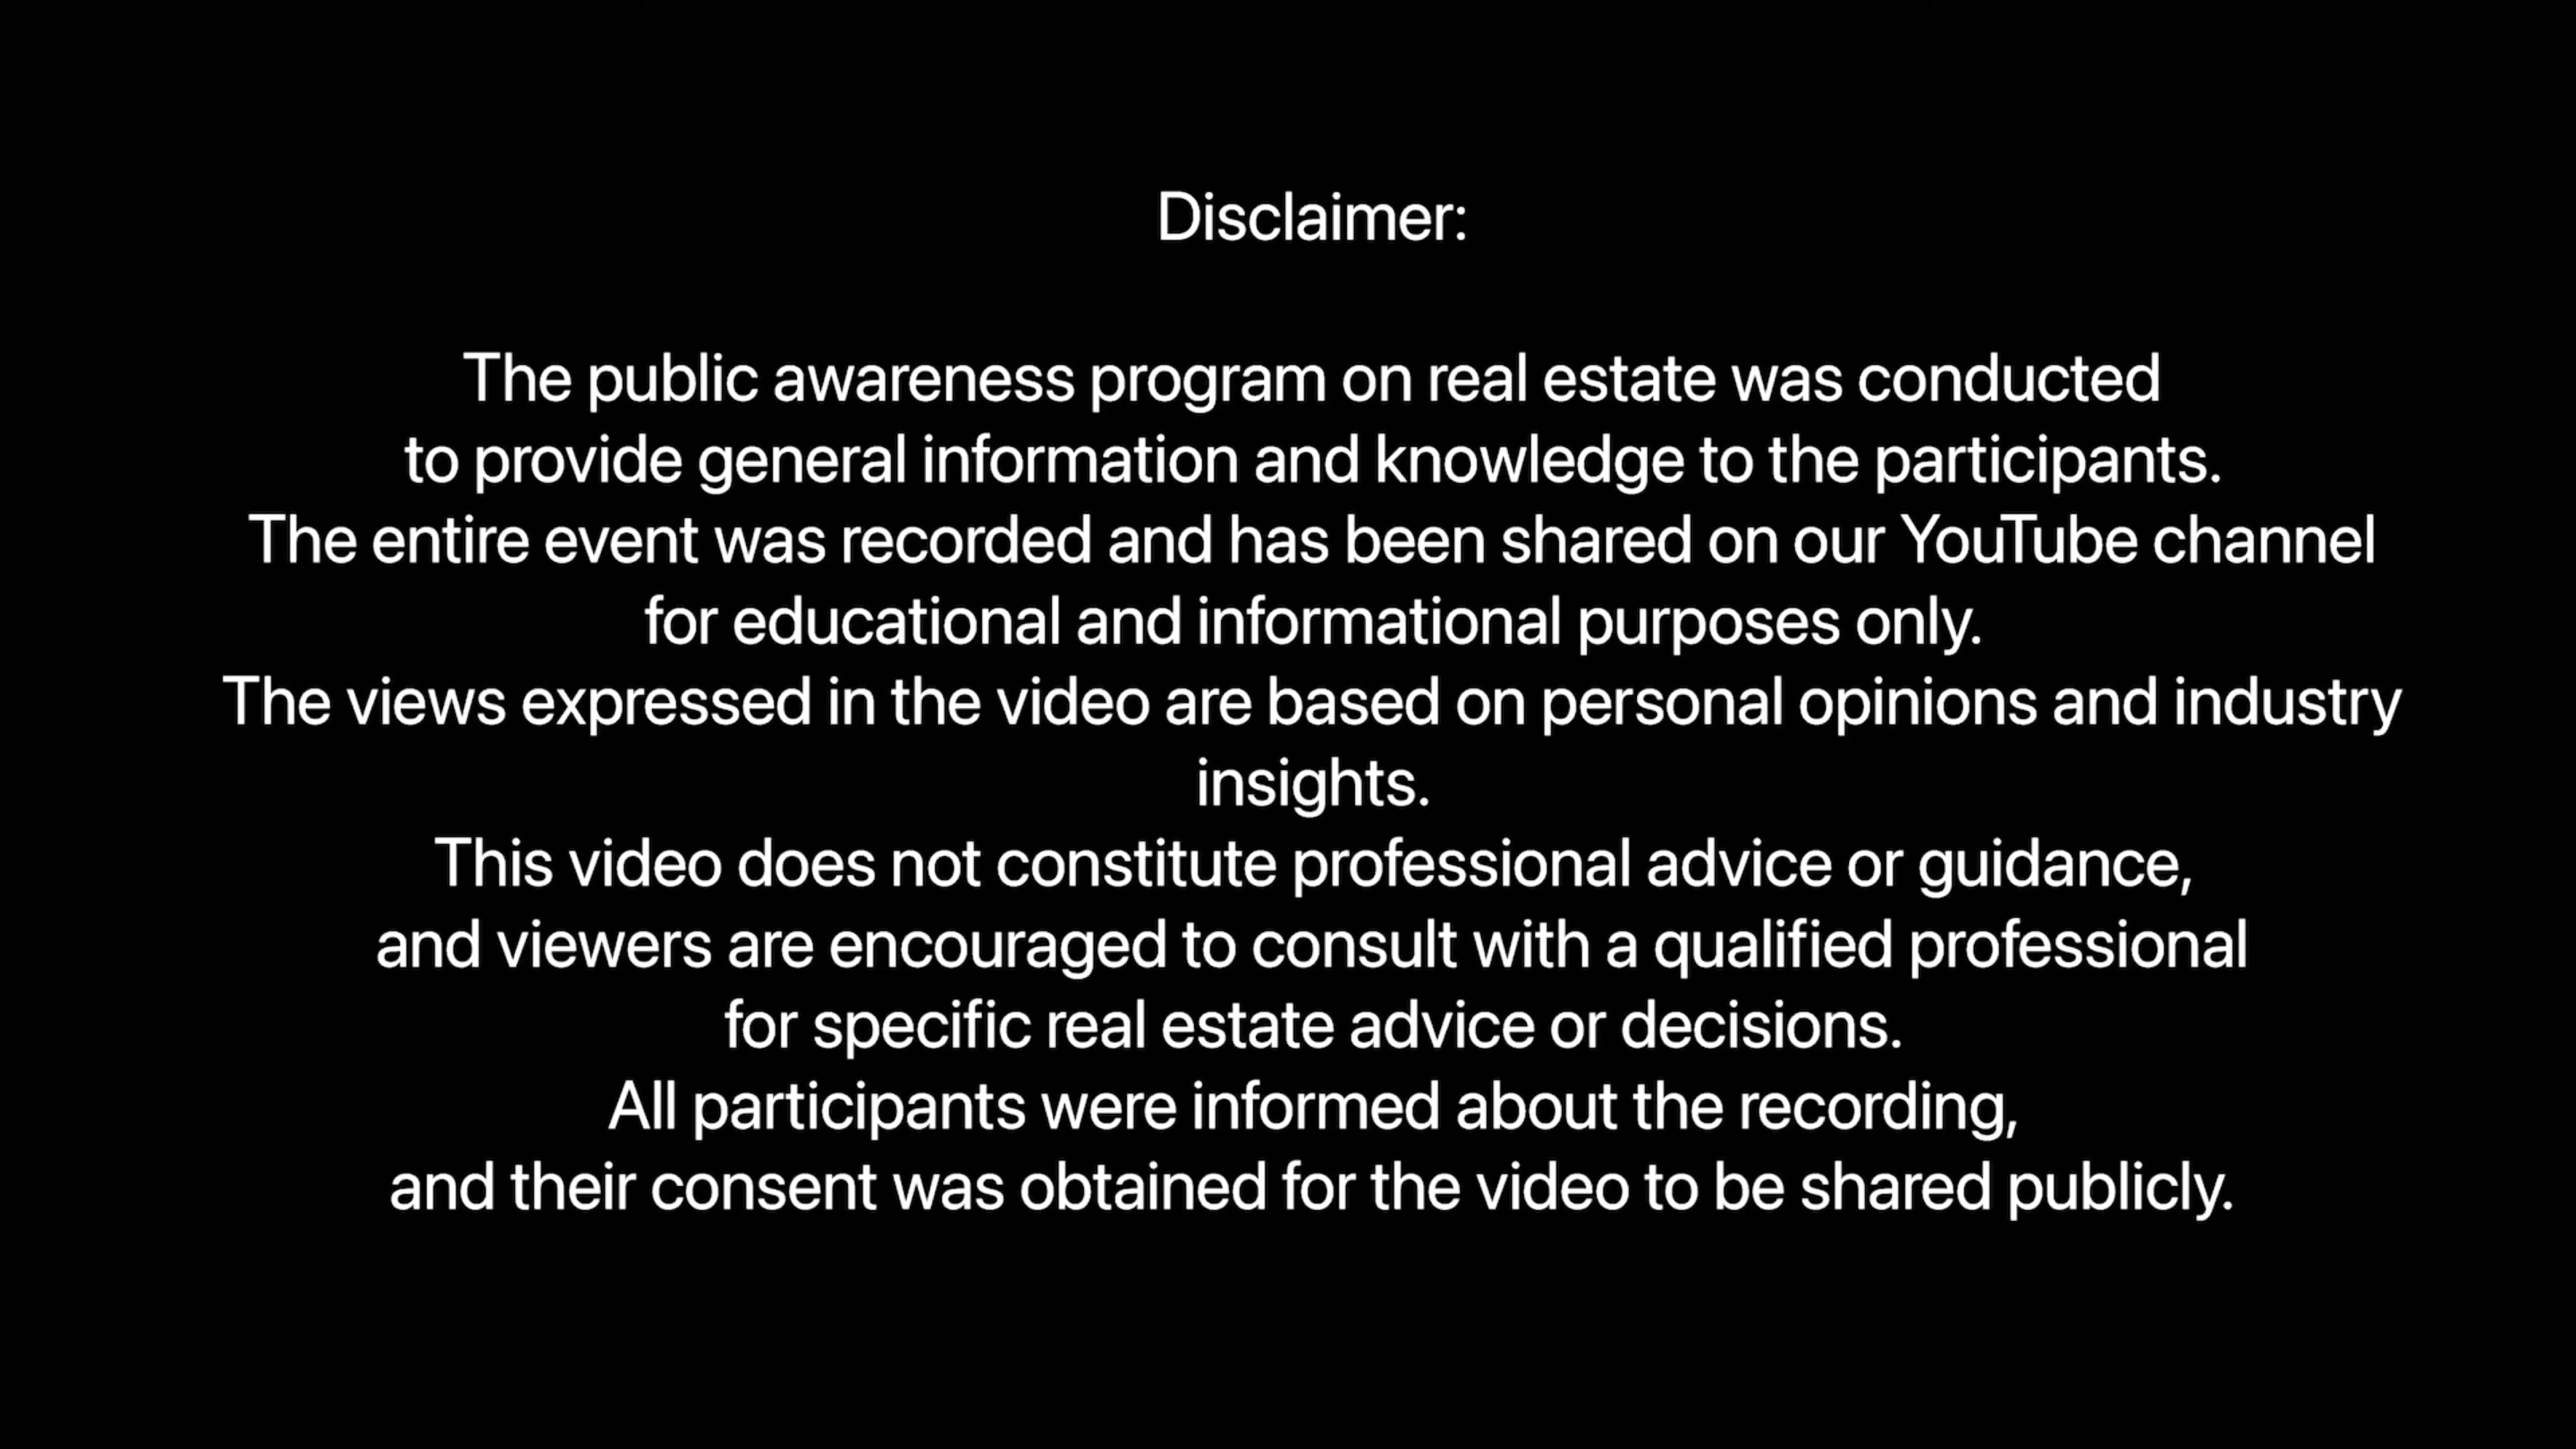 Disclaimer:
The public awareness program on real estate was conducted
to provide general information and knowledge to the participants.
The entire event was recorded and has been shared on our YouTube channel
for educational and informational purposes only.
The views expressed in the video are based on personal opinions and industry
insights.
This video does not constitute professional advice or guidance,
and viewers are encouraged to consult with a qualified professional
for specific real estate advice or decisions.
All participants were informed about the recording,
and their consent was obtained for the video to be shared publicly.